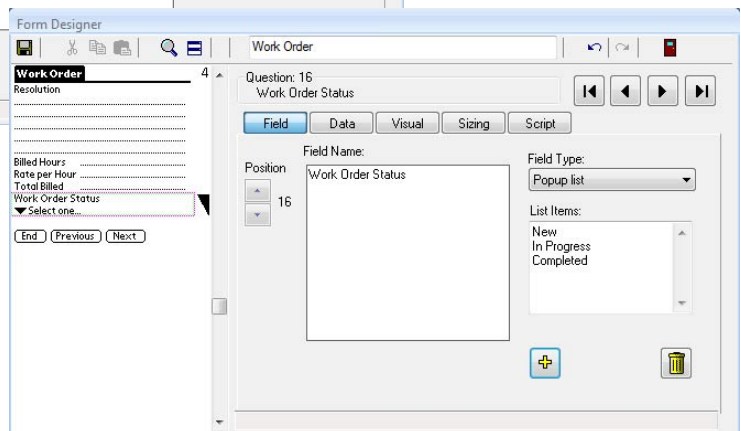 Form Designer
Work Order
Work Order 4
Resolution
Billed Hours
Rate per Hour
Total Billed
Work Order Status
Select one...
End Previous Next
Question: 16
Work Order Status
Field Data Visual Sizing Script
Position
16
Field Name:
Work Order Status
Field Type:
Popup list
List Items:
New
In Progress
Completed